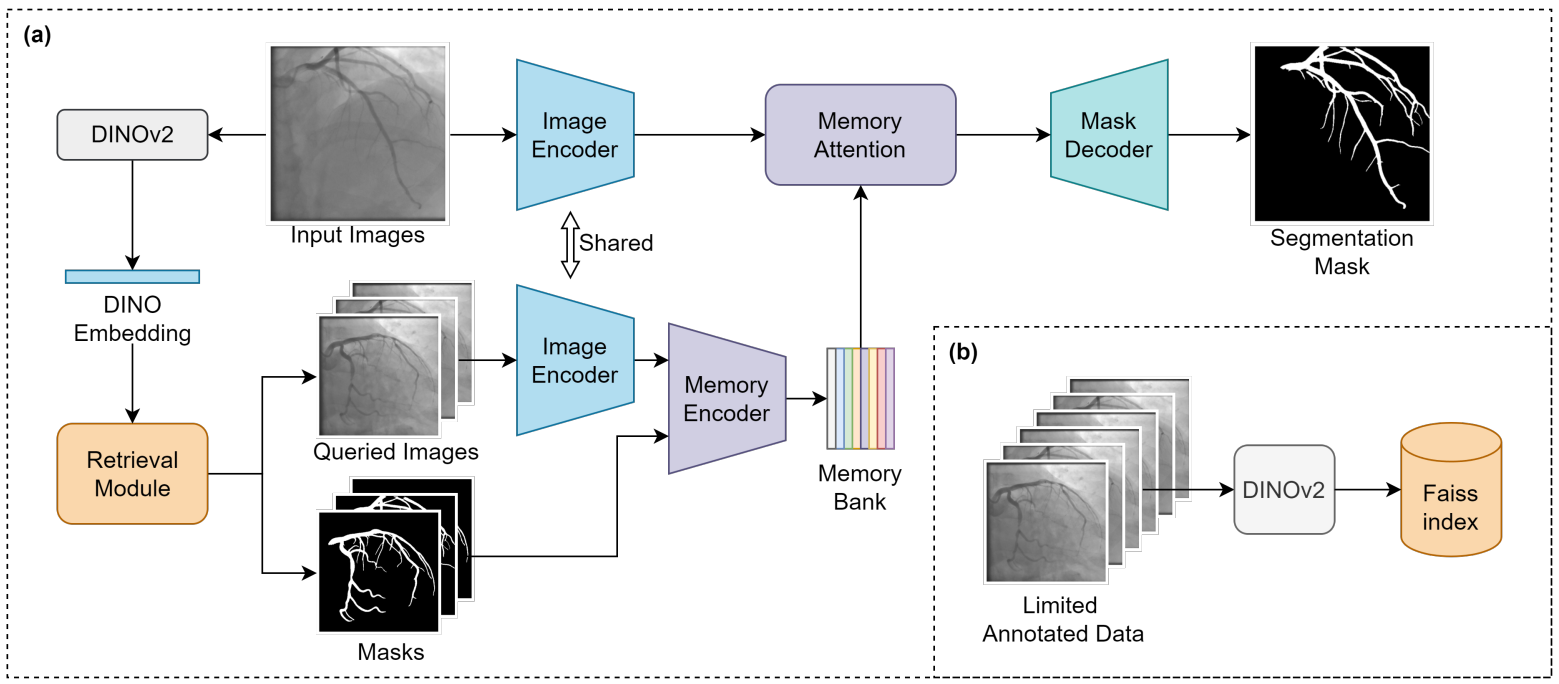 (a)
DINOv2
Input Images
Image
Encoder
Memory
Attention
Mask
Decoder
Segmentation
Mask
Shared
DINO
Embedding
Retrieval
Module
Queried Images
Image
Encoder
Memory
Encoder
Memory
Bank
Masks
(b)
Limited
Annotated Data
DINOv2
Faiss
index